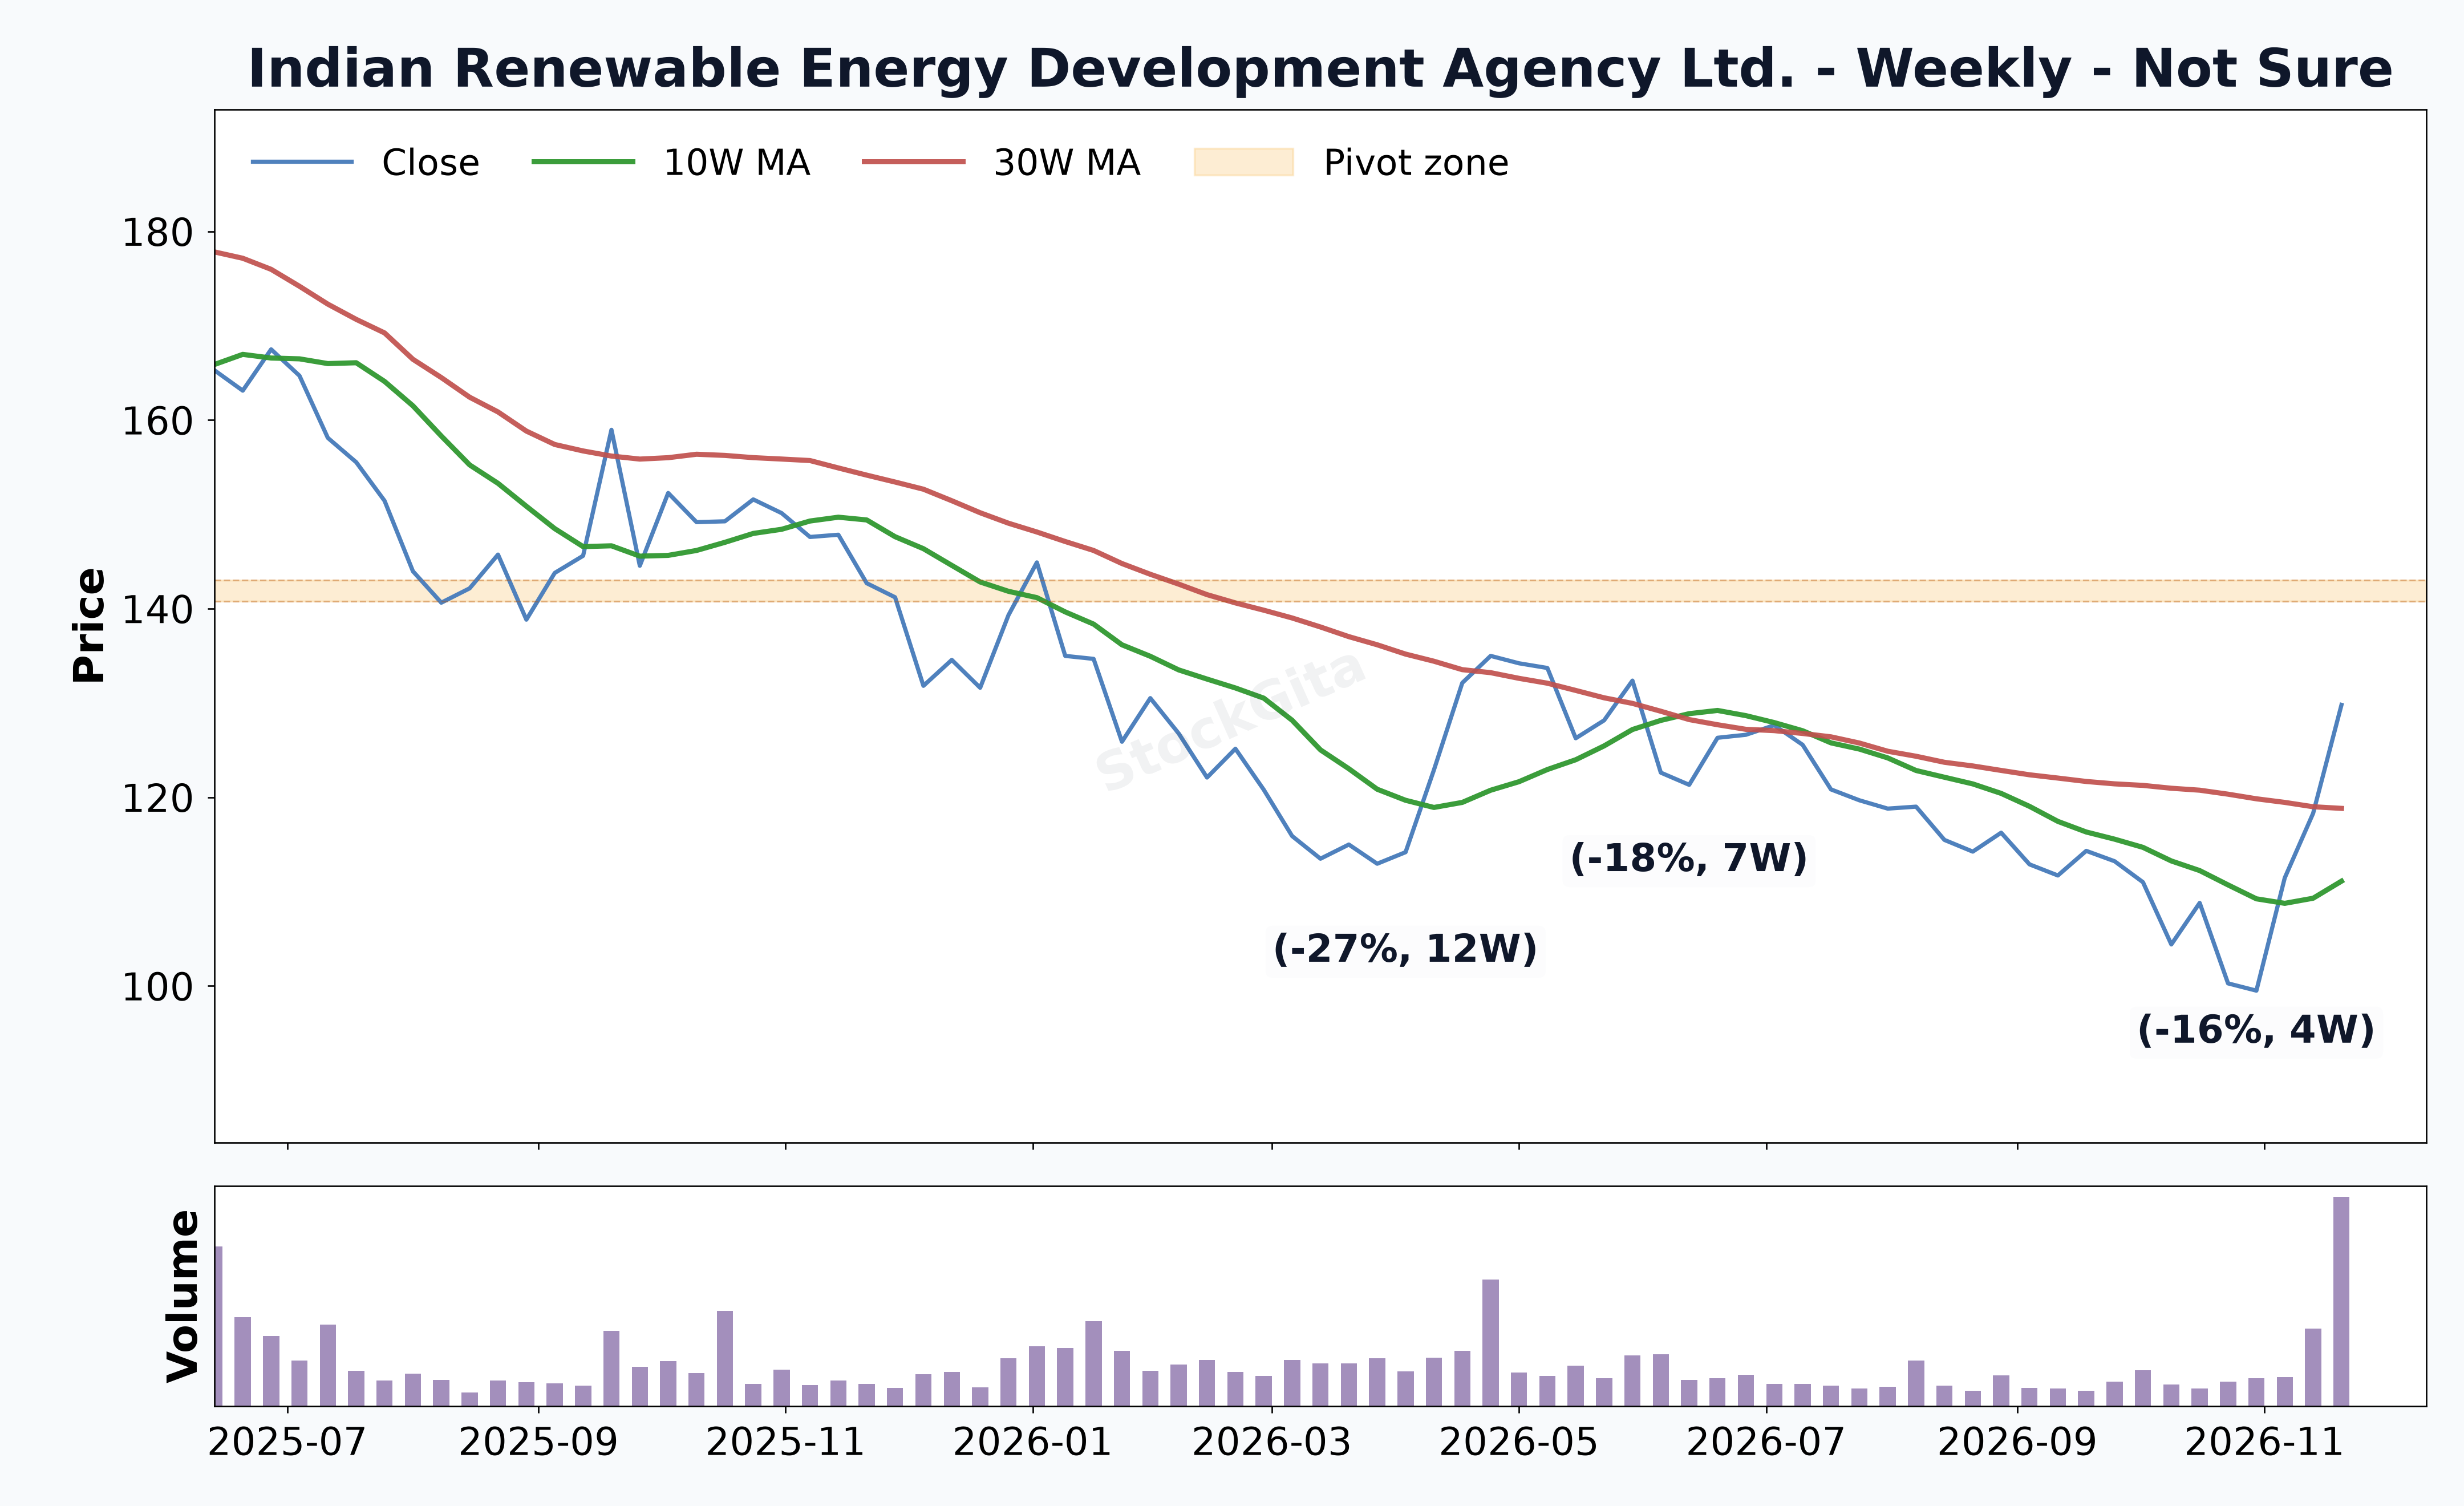 Indian Renewable Energy Development Agency Ltd. - Weekly - Not Sure
Close 10W MA 30W MA Pivot zone
180
160
140
120
100
Price
StockGita
(-18%, 7W)
(-27%, 12W)
(-16%, 4W)
Volume
2025-07 2025-09 2025-11 2026-01 2026-03 2026-05 2026-07 2026-09 2026-11